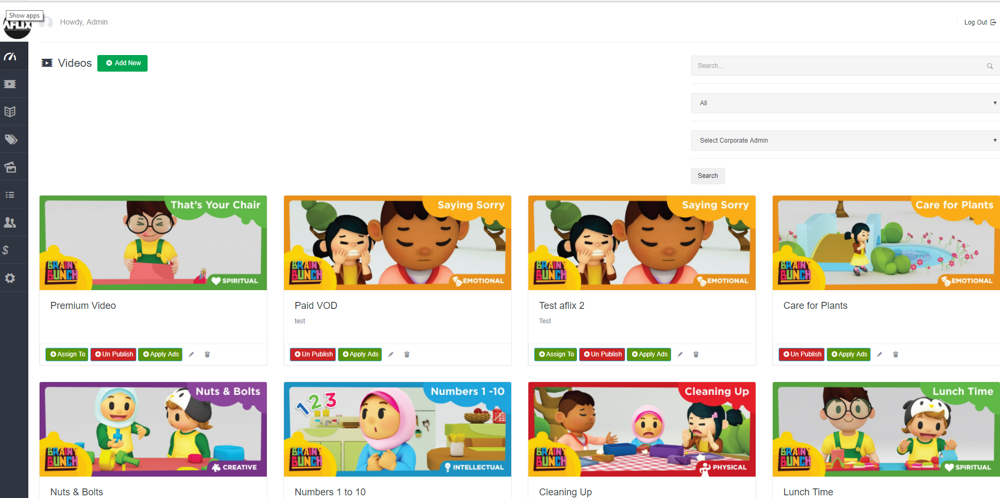 Show apps
AFLIX
Howdy, Admin
Log Out
Videos
Add New
Search...
All
Select Corporate Admin
Search
That's Your Chair
BRAINY
BUNCH
SPIRITUAL
Premium Video
Assign To
Un Publish
Apply Ads
Saying Sorry
BRAINY
BUNCH
EMOTIONAL
Paid VOD
test
Un Publish
Apply Ads
Saying Sorry
BRAINY
BUNCH
EMOTIONAL
Test aflix 2
Test
Assign To
Un Publish
Apply Ads
Care for Plants
BRAINY
BUNCH
EMOTIONAL
Care for Plants
Un Publish
Apply Ads
Nuts & Bolts
BRAINY
BUNCH
CREATIVE
Nuts & Bolts
Numbers 1 -10
1 2 3
BRAINY
BUNCH
INTELLECTUAL
Numbers 1 to 10
Cleaning Up
BRAINY
BUNCH
PHYSICAL
Cleaning Up
Lunch Time
BRAINY
BUNCH
SPIRITUAL
Lunch Time